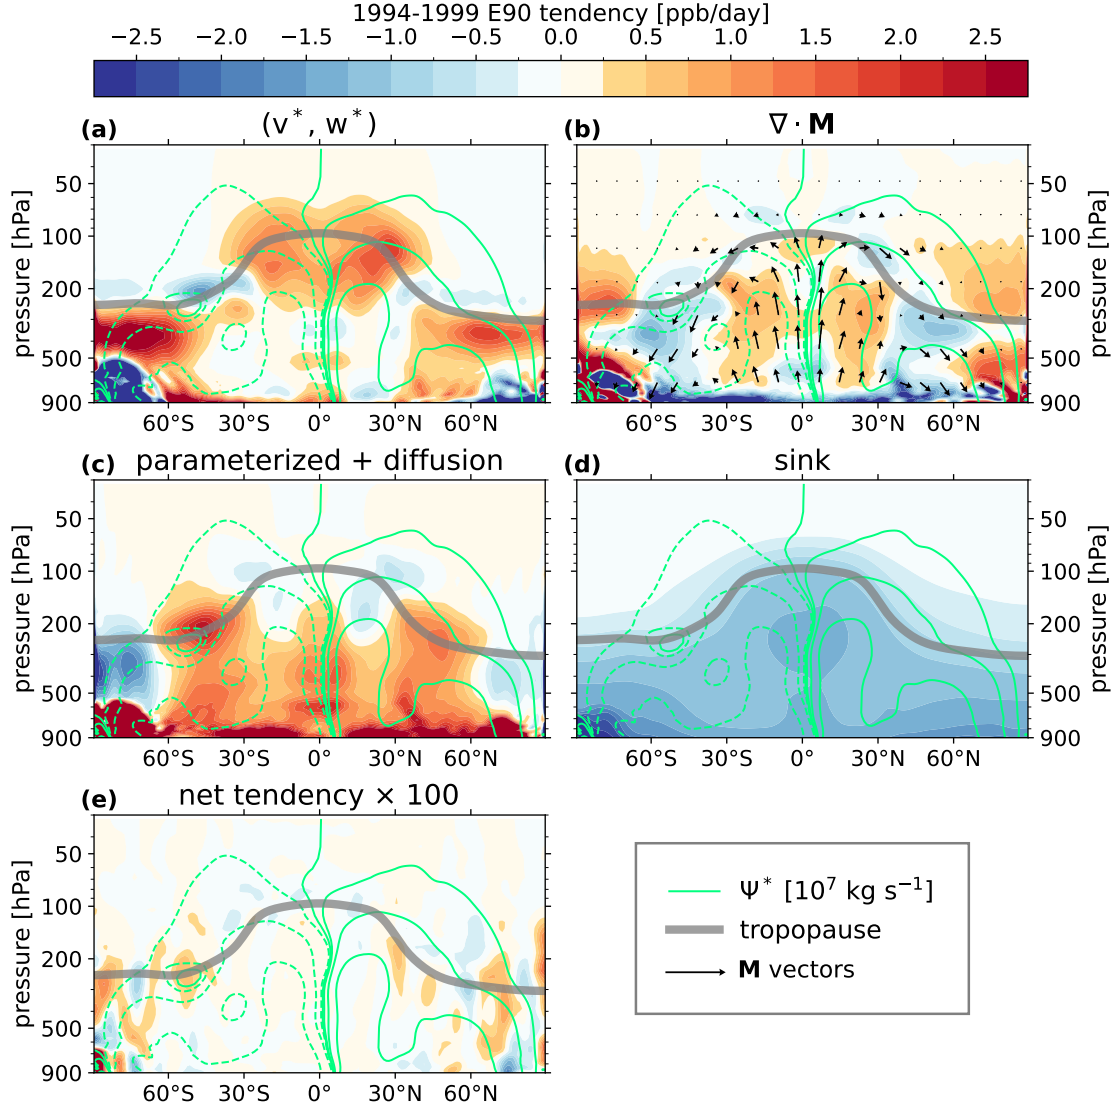 1994-1999 E90 tendency [ppb/day]
−2.5 −2.0 −1.5 −1.0 −0.5 0.0 0.5 1.0 1.5 2.0 2.5
(a) (v*, w*)
(b) ∇ · M
pressure [hPa]
50
100
200
500
900
60°S 30°S 0° 30°N 60°N
50
100
200
500
900
pressure [hPa]
60°S 30°S 0° 30°N 60°N
(c) parameterized + diffusion
(d) sink
pressure [hPa]
50
100
200
500
900
60°S 30°S 0° 30°N 60°N
50
100
200
500
900
pressure [hPa]
60°S 30°S 0° 30°N 60°N
(e) net tendency × 100
pressure [hPa]
50
100
200
500
900
60°S 30°S 0° 30°N 60°N
Ψ* [10⁷ kg s⁻¹]
tropopause
M vectors